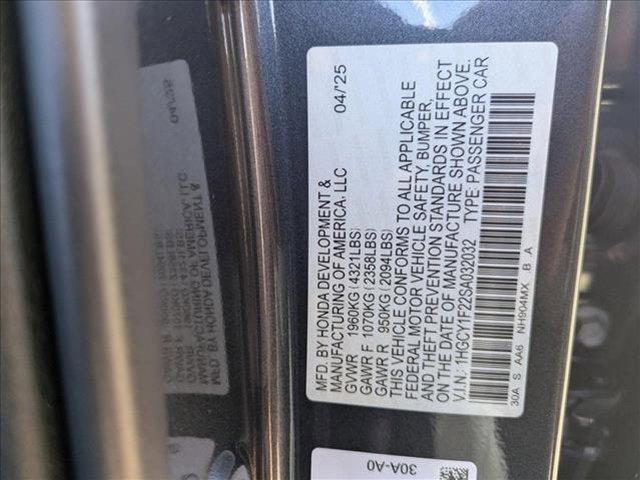 MFD. BY HONDA DEVELOPMENT &
MANUFACTURING OF AMERICA, LLC 04/'25
GVWR 1960KG(4321LBS)
GAWR F 1070KG(2358LBS)
GAWR R 950KG(2094LBS)
THIS VEHICLE CONFORMS TO ALL APPLICABLE
FEDERAL MOTOR VEHICLE SAFETY, BUMPER,
AND THEFT PREVENTION STANDARDS IN EFFECT
ON THE DATE OF MANUFACTURE SHOWN ABOVE.
V.I.N.: 1HGCY1F22SA032032 TYPE: PASSENGER CAR
30A S AA6 NH904MX B A
30A-A0